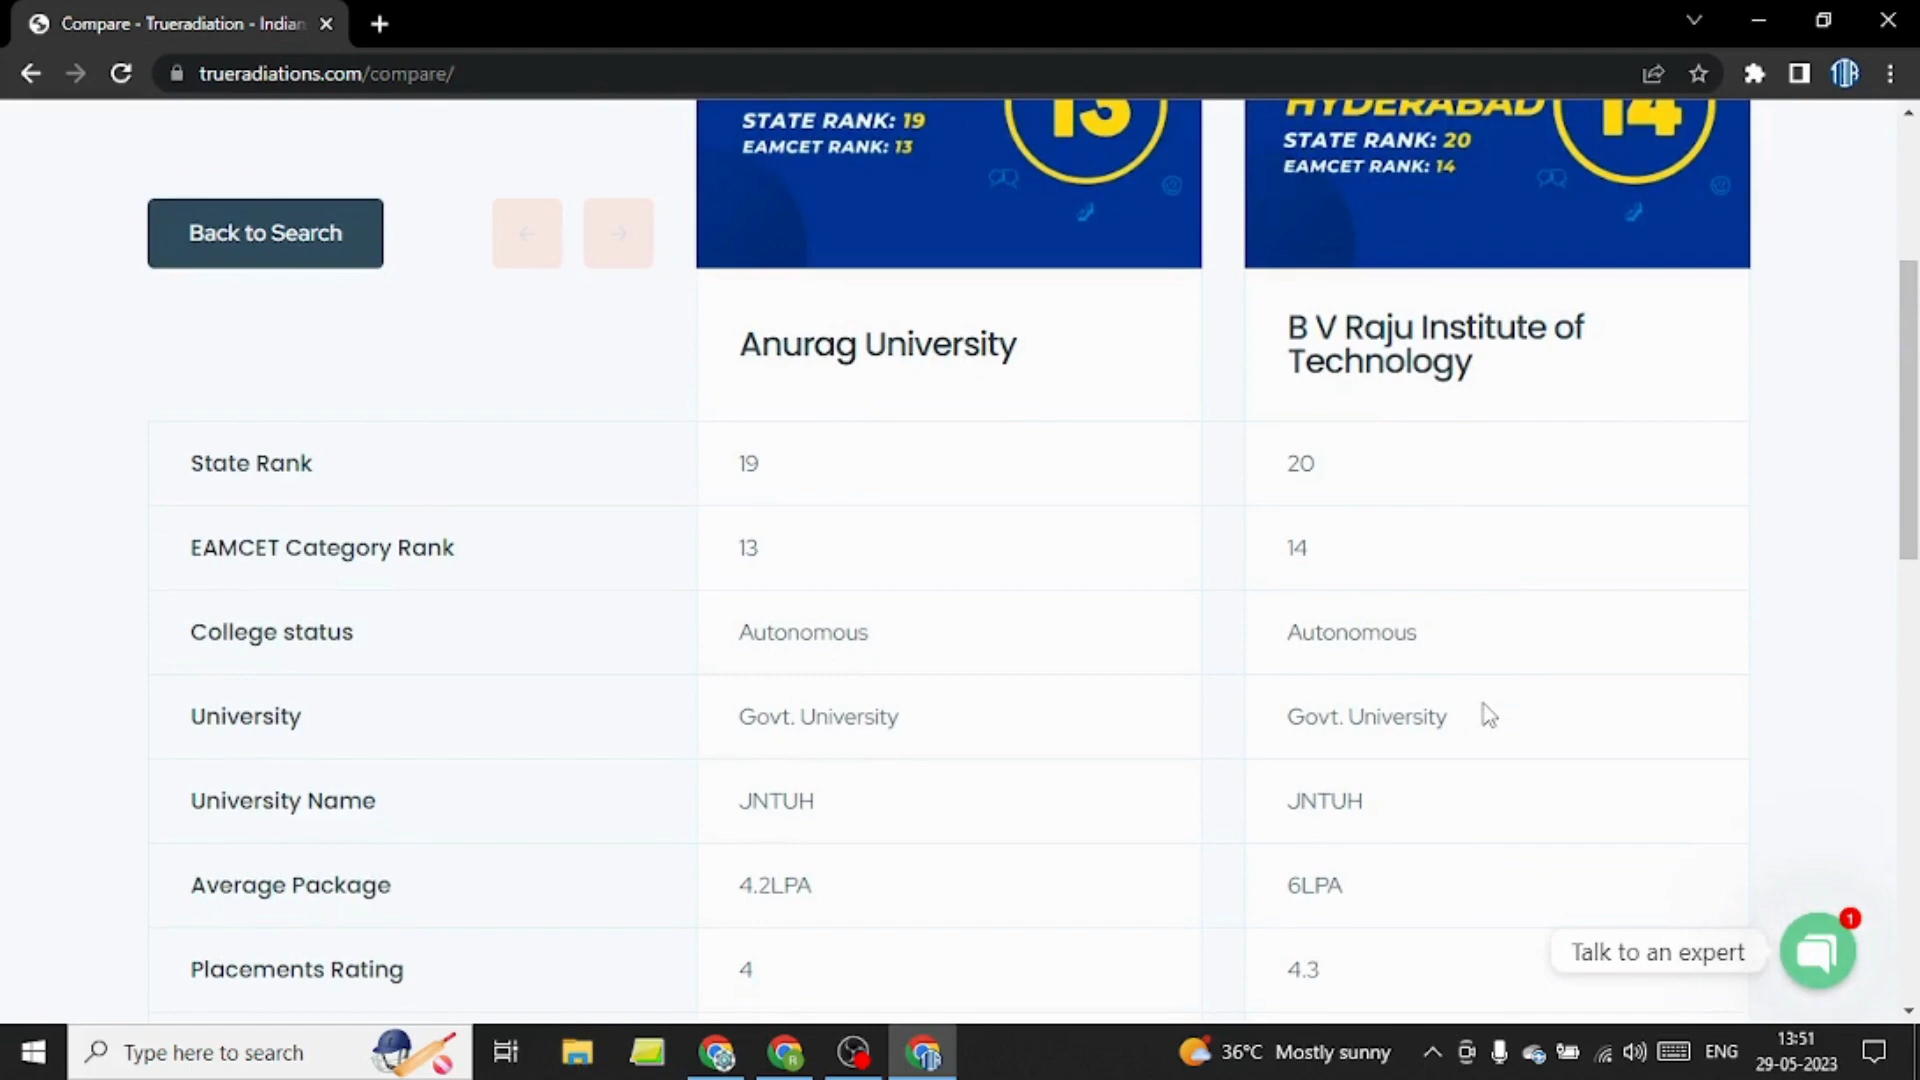 Compare - Trueradiation - Indian
trueradiations.com/compare/
STATE RANK: 19
EAMCET RANK: 13
13
HYDERABAD
STATE RANK: 20
EAMCET RANK: 14
14
Back to Search
Anurag University
B V Raju Institute of
Technology
State Rank 19 20
EAMCET Category Rank 13 14
College status Autonomous Autonomous
University Govt. University Govt. University
University Name JNTUH JNTUH
Average Package 4.2LPA 6LPA
Placements Rating 4 4.3
1
Talk to an expert
Type here to search
36°C Mostly sunny
ENG
13:51
29-05-2023